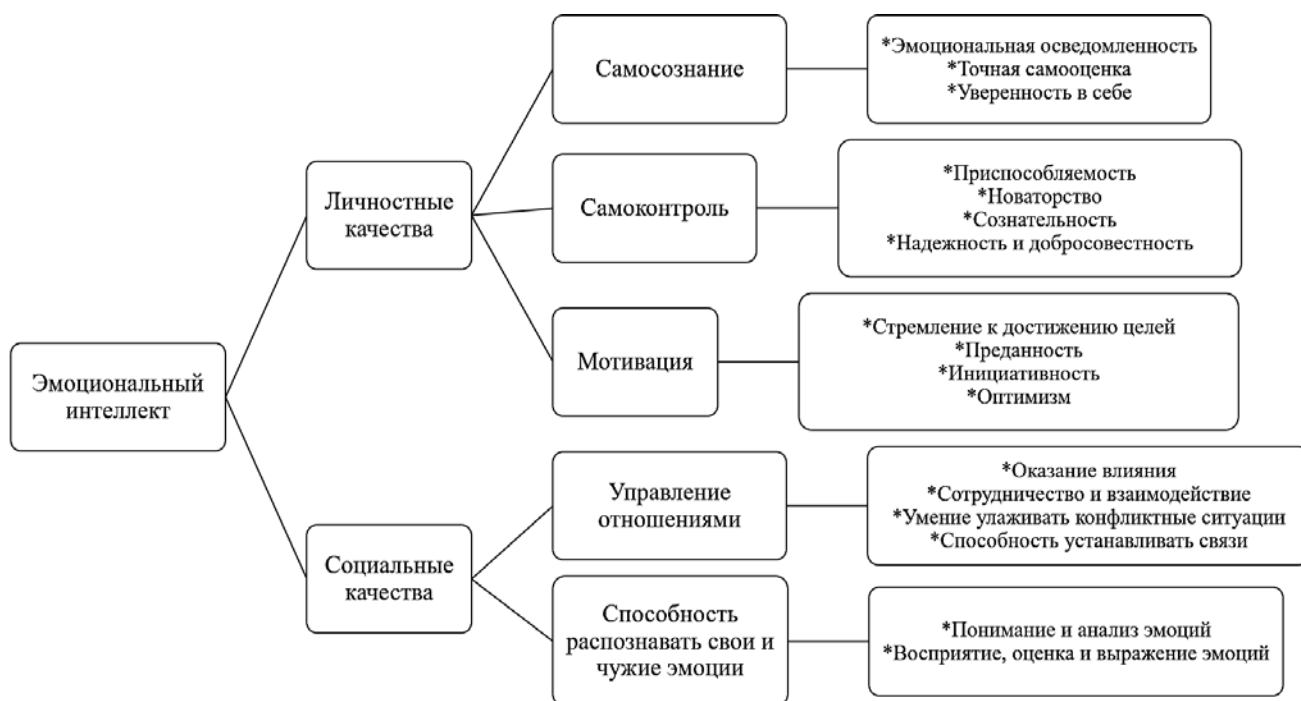 Эмоциональный
интеллект
Личностные
качества
Самосознание
*Эмоциональная осведомленность
*Точная самооценка
*Уверенность в себе
Самоконтроль
*Приспособляемость
*Новаторство
*Сознательность
*Надежность и добросовестность
Мотивация
*Стремление к достижению целей
*Преданность
*Инициативность
*Оптимизм
Социальные
качества
Управление
отношениями
*Оказание влияния
*Сотрудничество и взаимодействие
*Умение улаживать конфликтные ситуации
*Способность устанавливать связи
Способность
распознавать свои и
чужие эмоции
*Понимание и анализ эмоций
*Восприятие, оценка и выражение эмоций